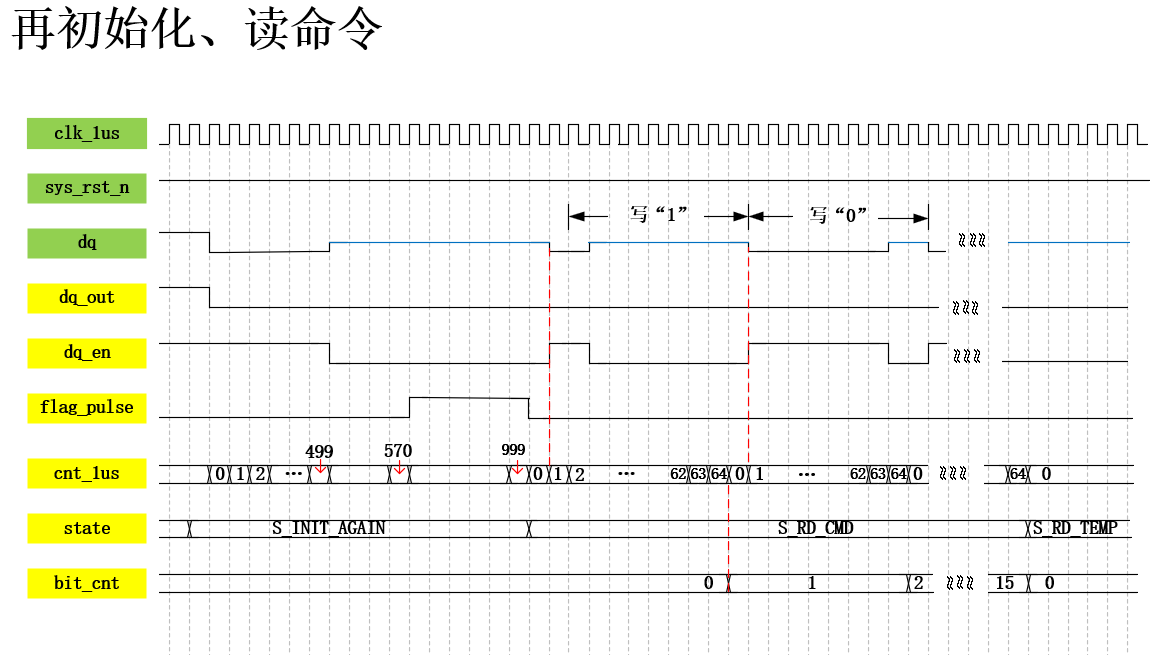 再初始化、读命令
clk_1us
sys_rst_n
写“1” 写“0”
dq
dq_out
dq_en
flag_pulse
499 570 999
cnt_1us 0 1 2 ··· 0 1 2 ··· 62 63 64 0 1 ··· 62 63 64 0 64 0
state S_INIT_AGAIN S_RD_CMD S_RD_TEMP
bit_cnt 0 1 2 15 0